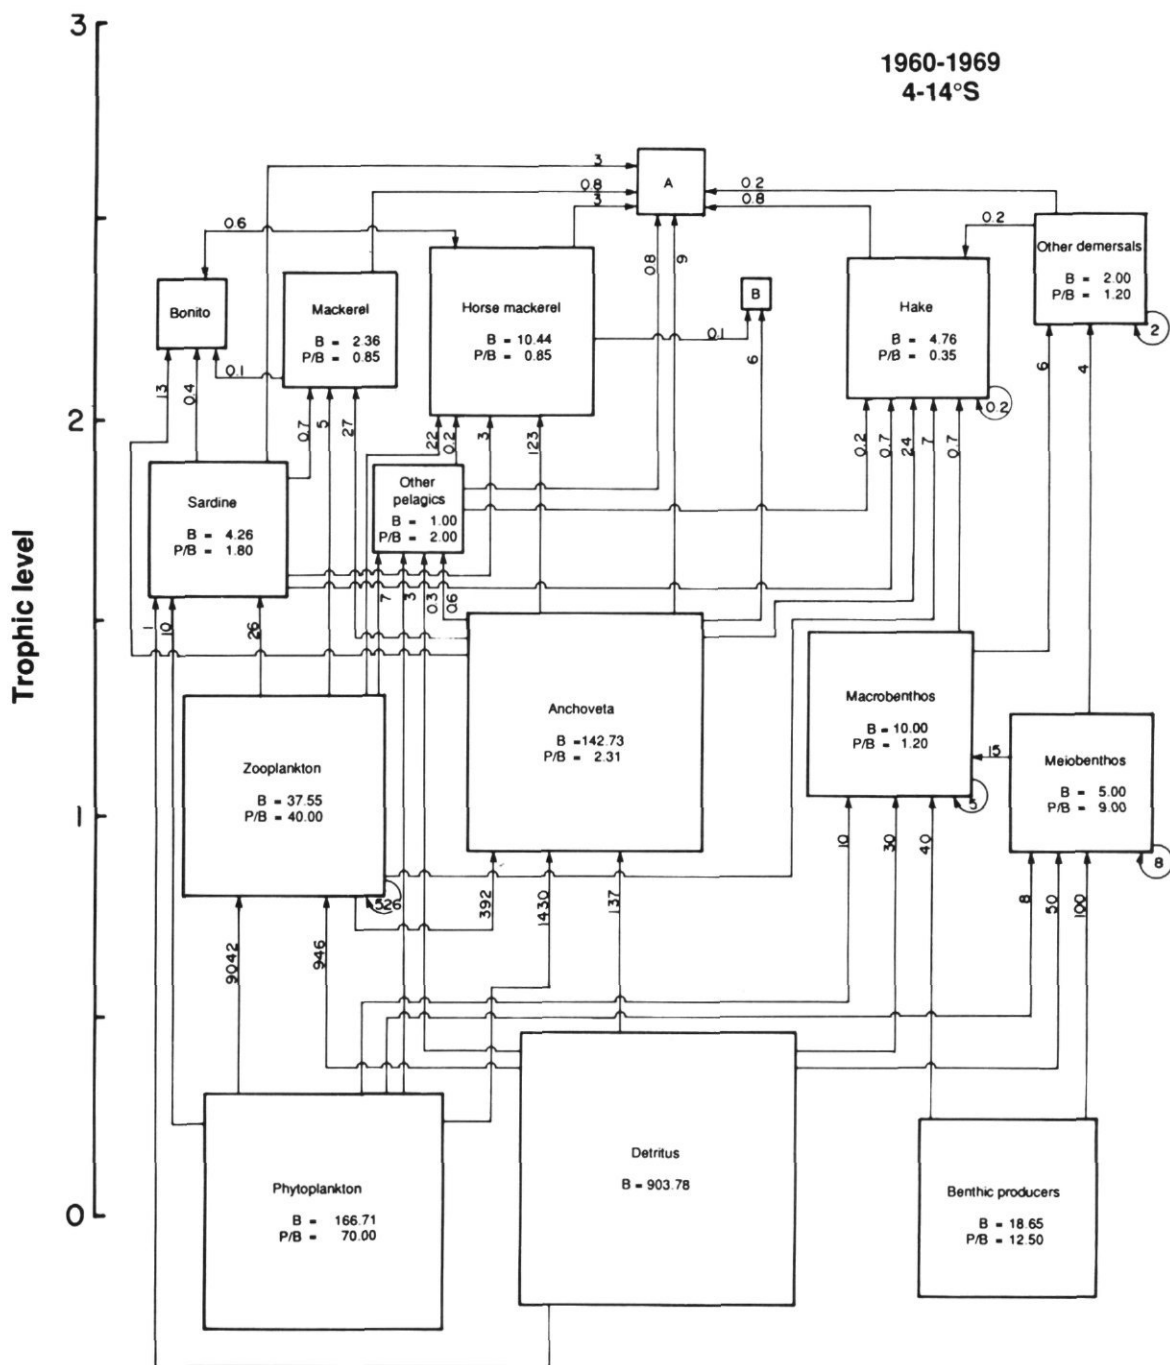 3
1960-1969
4-14°S
3
A
0.8
3
0.2
0.8
0.6
0.2
Other demersals
B = 2.00
P/B = 1.20
2
0.8
9
Bonito
Mackerel
B = 2.36
P/B = 0.85
Horse mackerel
B = 10.44
P/B = 0.85
B
Hake
B = 4.76
P/B = 0.35
0.2
0.1
6
0.1
13
0.4
6
4
2
0.7
5
27
22
0.2
3
123
0.2
0.7
24
7
0.7
Sardine
B = 4.26
P/B = 1.80
Other
pelagics
B = 1.00
P/B = 2.00
Trophic level
1
10
26
7
3
0.3
0.6
Anchoveta
B =142.73
P/B = 2.31
Macrobenthos
B = 10.00
P/B = 1.20
5
15
Meiobenthos
B = 5.00
P/B = 9.00
8
Zooplankton
B = 37.55
P/B = 40.00
526
1
392
1430
137
10
30
40
8
50
100
9042
946
Phytoplankton
B = 166.71
P/B = 70.00
Detritus
B = 903.78
Benthic producers
B = 18.65
P/B = 12.50
0